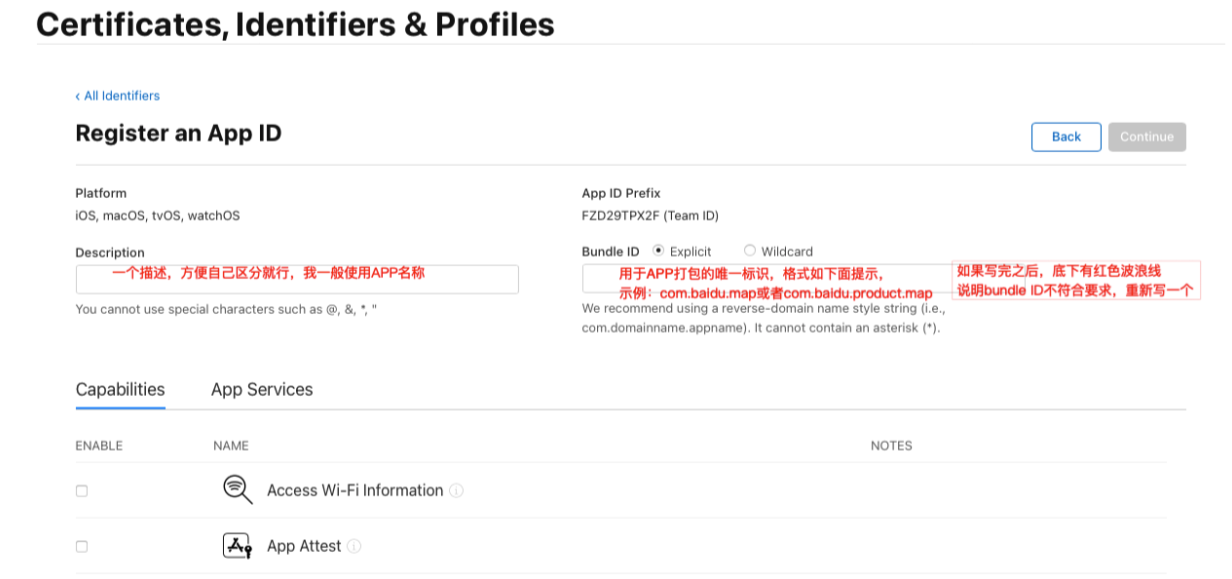 Certificates, Identifiers & Profiles
‹ All Identifiers
Register an App ID
Back
Continue
Platform
iOS, macOS, tvOS, watchOS
App ID Prefix
FZD29TPX2F (Team ID)
Description
一个描述，方便自己区分就行，我一般使用APP名称
You cannot use special characters such as @, &, *, "
Bundle ID Explicit Wildcard
用于APP打包的唯一标识，格式如下面提示，
示例：com.baidu.map或者com.baidu.product.map
如果写完之后，底下有红色波浪线
说明bundle ID不符合要求，重新写一个
We recommend using a reverse-domain name style string (i.e.,
com.domainname.appname). It cannot contain an asterisk (*).
Capabilities
App Services
ENABLE NAME NOTES
Access Wi-Fi Information
App Attest